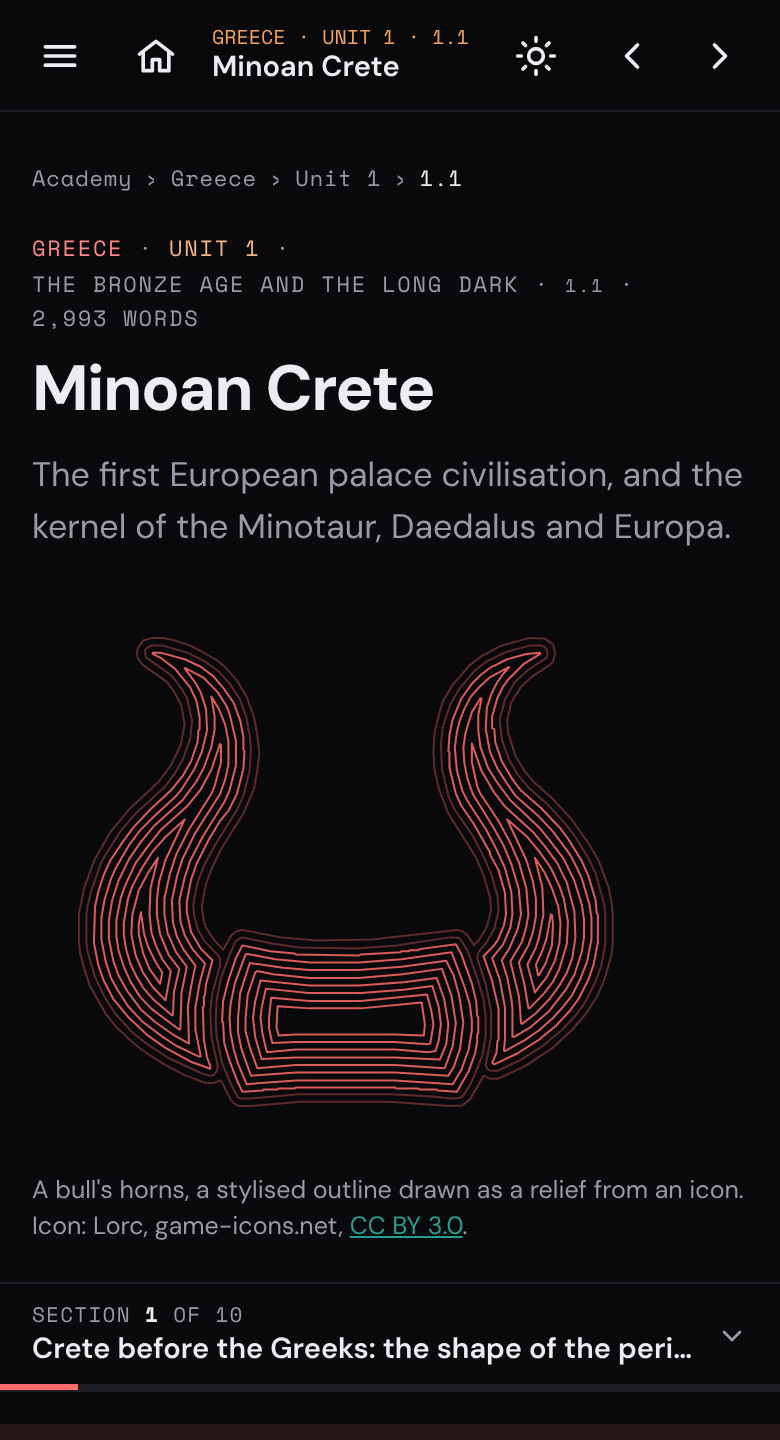 GREECE · UNIT 1 · 1.1
Minoan Crete
Academy › Greece › Unit 1 › 1.1
GREECE · UNIT 1 ·
THE BRONZE AGE AND THE LONG DARK · 1.1 ·
2,993 WORDS
Minoan Crete
The first European palace civilisation, and the
kernel of the Minotaur, Daedalus and Europa.
A bull's horns, a stylised outline drawn as a relief from an icon.
Icon: Lorc, game-icons.net, CC BY 3.0.
SECTION 1 OF 10
Crete before the Greeks: the shape of the peri…